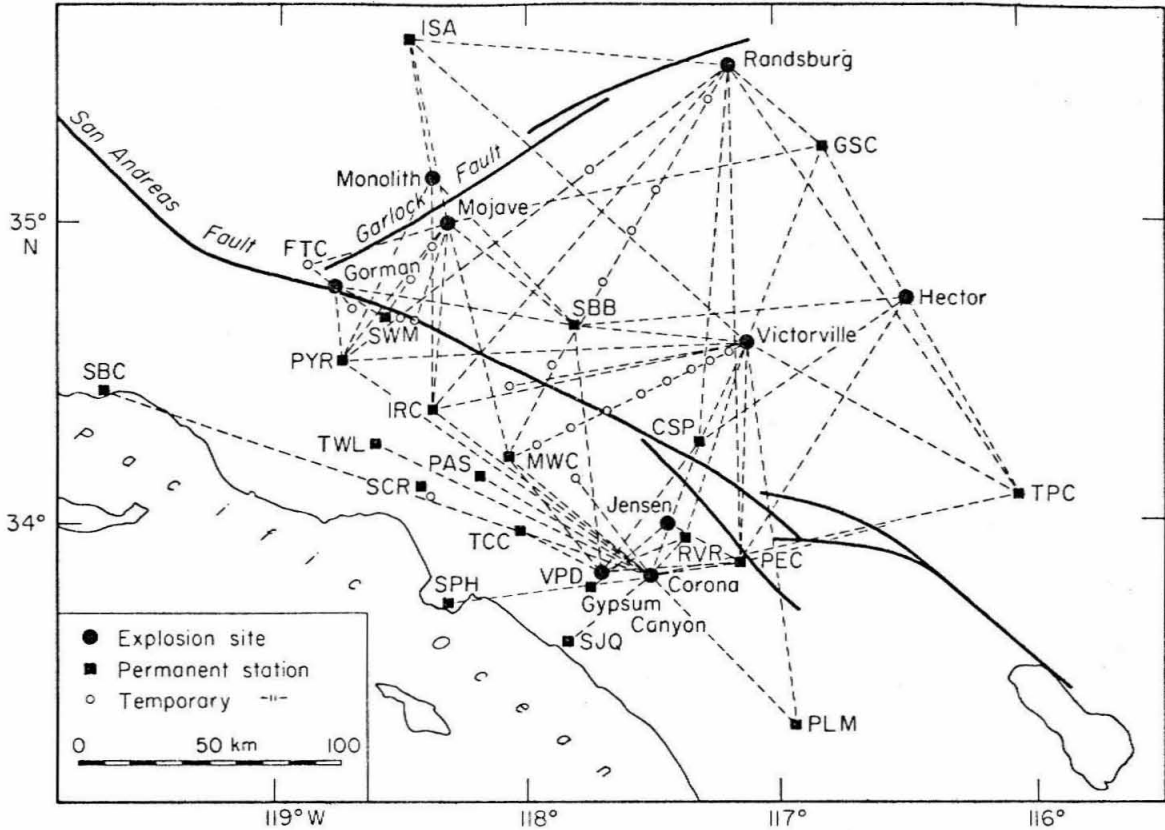 ISA
Randsburg
San Andreas
Fault
GSC
Monolith
Garlock Fault
Mojave
35°
N
FTC
Gorman
Hector
SBB
Victorville
SWM
PYR
SBC
IRC
CSP
TWL
PAS
MWC
TPC
SCR
Jensen
34°
TCC
RVR
PEC
VPD
Corona
SPH
Gypsum
Canyon
SJQ
Pacific
Ocean
PLM
Explosion site
Permanent station
Temporary -"-
0 50 km 100
119°W 118° 117° 116°